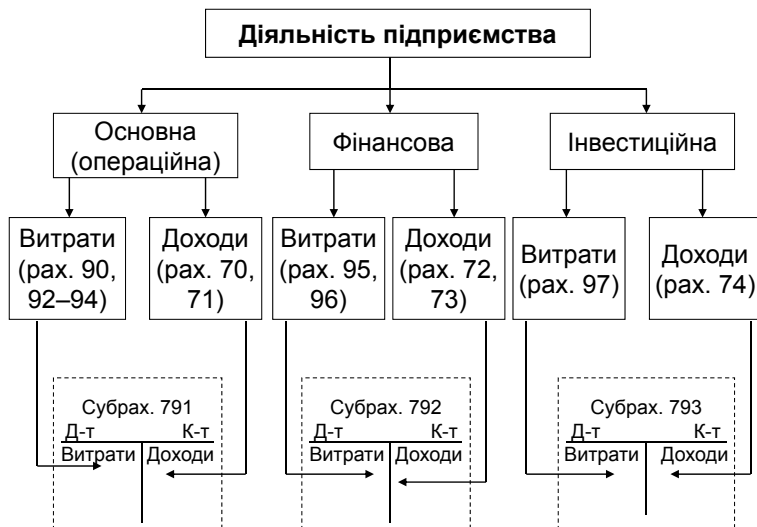 Діяльність підприємства
Основна
(операційна)
Фінансова
Інвестиційна
Витрати
(рах. 90,
92–94)
Доходи
(рах. 70,
71)
Витрати
(рах. 95,
96)
Доходи
(рах. 72,
73)
Витрати
(рах. 97)
Доходи
(рах. 74)
Субрах. 791
Д-т К-т
Витрати Доходи
Субрах. 792
Д-т К-т
Витрати Доходи
Субрах. 793
Д-т К-т
Витрати Доходи